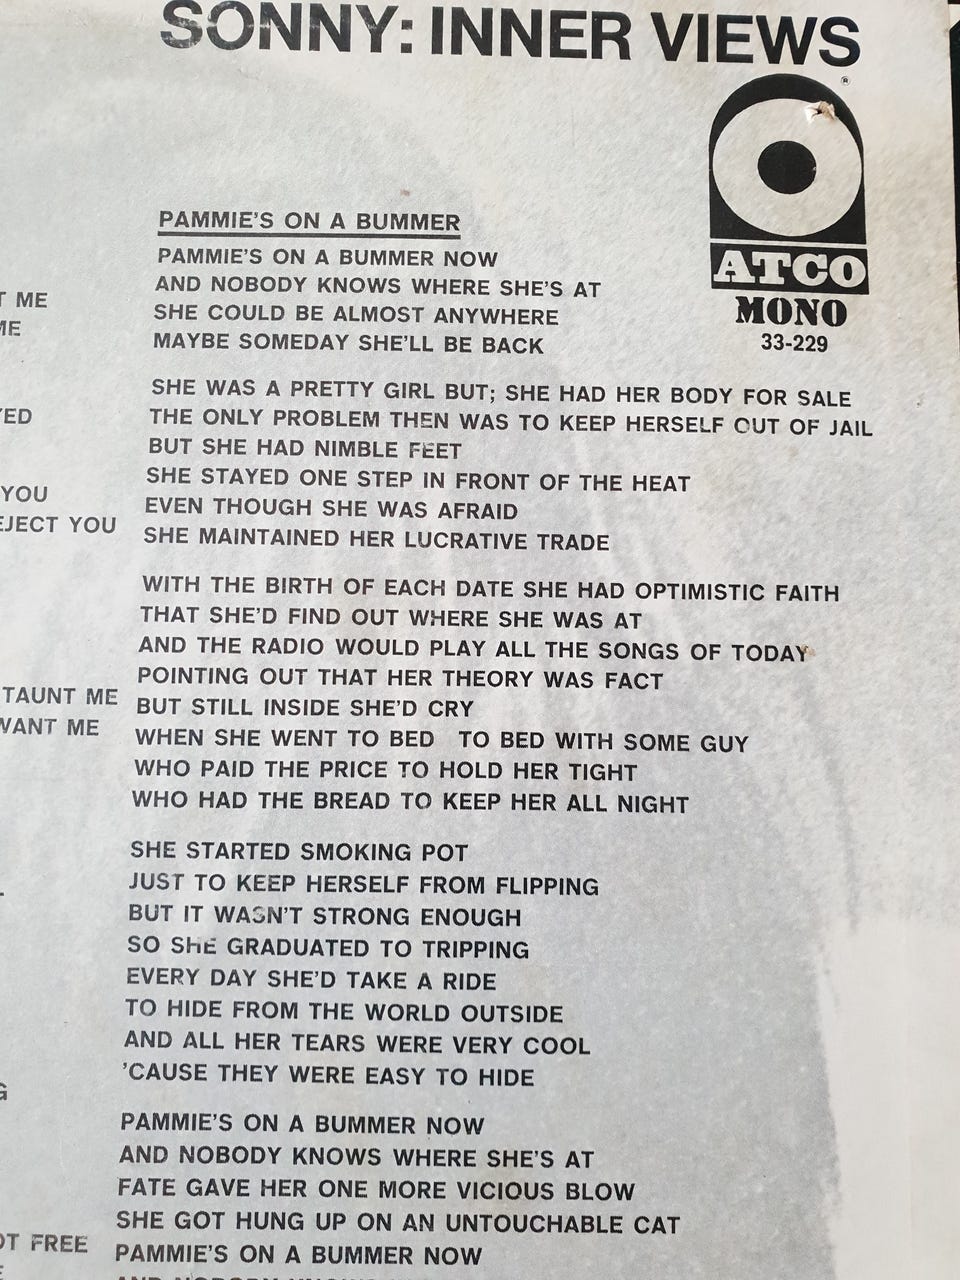 SONNY: INNER VIEWS
®
ATCO
MONO
33-229
T ME
YED
YOU
EJECT YOU
TAUNT ME
WANT ME
OT FREE
PAMMIE'S ON A BUMMER
PAMMIE'S ON A BUMMER NOW
AND NOBODY KNOWS WHERE SHE'S AT
SHE COULD BE ALMOST ANYWHERE
MAYBE SOMEDAY SHE'LL BE BACK
SHE WAS A PRETTY GIRL BUT; SHE HAD HER BODY FOR SALE
THE ONLY PROBLEM THEN WAS TO KEEP HERSELF OUT OF JAIL
BUT SHE HAD NIMBLE FEET
SHE STAYED ONE STEP IN FRONT OF THE HEAT
EVEN THOUGH SHE WAS AFRAID
SHE MAINTAINED HER LUCRATIVE TRADE
WITH THE BIRTH OF EACH DATE SHE HAD OPTIMISTIC FAITH
THAT SHE'D FIND OUT WHERE SHE WAS AT
AND THE RADIO WOULD PLAY ALL THE SONGS OF TODAY
POINTING OUT THAT HER THEORY WAS FACT
BUT STILL INSIDE SHE'D CRY
WHEN SHE WENT TO BED TO BED WITH SOME GUY
WHO PAID THE PRICE TO HOLD HER TIGHT
WHO HAD THE BREAD TO KEEP HER ALL NIGHT
SHE STARTED SMOKING POT
JUST TO KEEP HERSELF FROM FLIPPING
BUT IT WASN'T STRONG ENOUGH
SO SHE GRADUATED TO TRIPPING
EVERY DAY SHE'D TAKE A RIDE
TO HIDE FROM THE WORLD OUTSIDE
AND ALL HER TEARS WERE VERY COOL
'CAUSE THEY WERE EASY TO HIDE
PAMMIE'S ON A BUMMER NOW
AND NOBODY KNOWS WHERE SHE'S AT
FATE GAVE HER ONE MORE VICIOUS BLOW
SHE GOT HUNG UP ON AN UNTOUCHABLE CAT
PAMMIE'S ON A BUMMER NOW